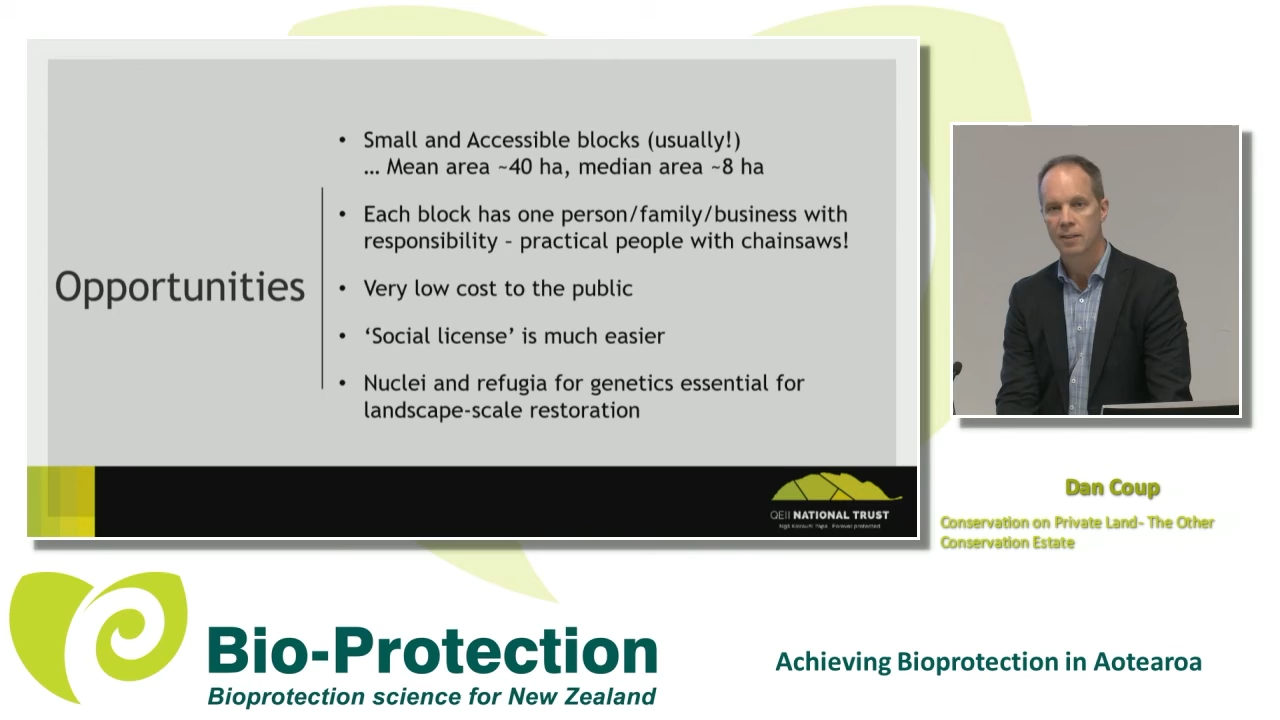 Opportunities
• Small and Accessible blocks (usually!)
... Mean area ~40 ha, median area ~8 ha
• Each block has one person/family/business with
responsibility – practical people with chainsaws!
• Very low cost to the public
• ‘Social license’ is much easier
• Nuclei and refugia for genetics essential for
landscape-scale restoration
QEII NATIONAL TRUST
Ngā Kairauhī Papa Forever protected
Dan Coup
Conservation on Private Land- The Other
Conservation Estate
Bio-Protection
Bioprotection science for New Zealand
Achieving Bioprotection in Aotearoa